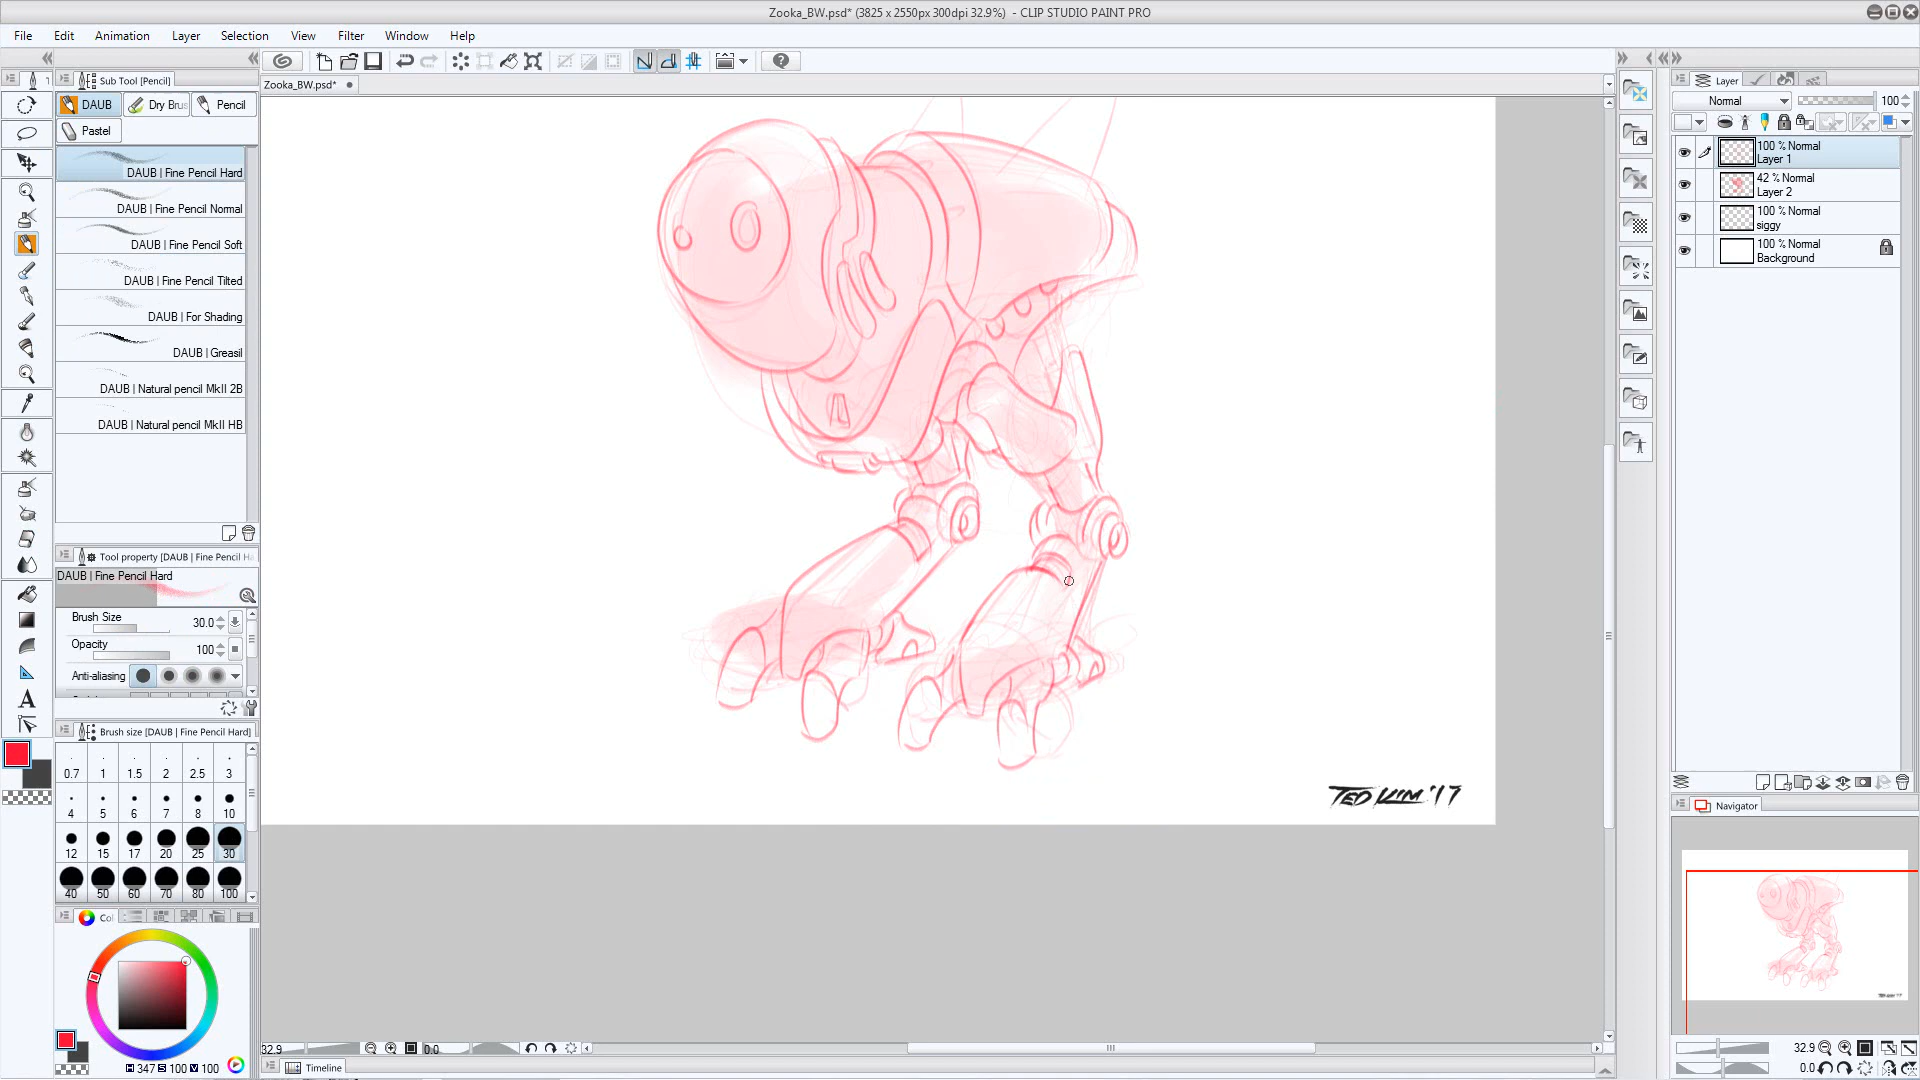 Zooka_BW.psd* (3825 x 2550px 300dpi 32.9%) - CLIP STUDIO PAINT PRO
File Edit Animation Layer Selection View Filter Window Help
Sub Tool [Pencil]
DAUB Dry Brus Pencil
Pastel
DAUB | Fine Pencil Hard
DAUB | Fine Pencil Normal
DAUB | Fine Pencil Soft
DAUB | Fine Pencil Tilted
DAUB | For Shading
DAUB | Greasil
DAUB | Natural pencil MkII 2B
DAUB | Natural pencil MkII HB
Tool property [DAUB | Fine Pencil Ha
DAUB | Fine Pencil Hard
Brush Size 30.0
Opacity 100
Anti-aliasing
Brush size [DAUB | Fine Pencil Hard]
0.7 1 1.5 2 2.5 3
4 5 6 7 8 10
12 15 17 20 25 30
40 50 60 70 80 100
Col
H 347 S 100 V 100
Zooka_BW.psd*
TED KIM '17
32.9 0.0
Timeline
Layer
Normal 100
100 % Normal
Layer 1
42 % Normal
Layer 2
100 % Normal
siggy
100 % Normal
Background
Navigator
32.9
0.0